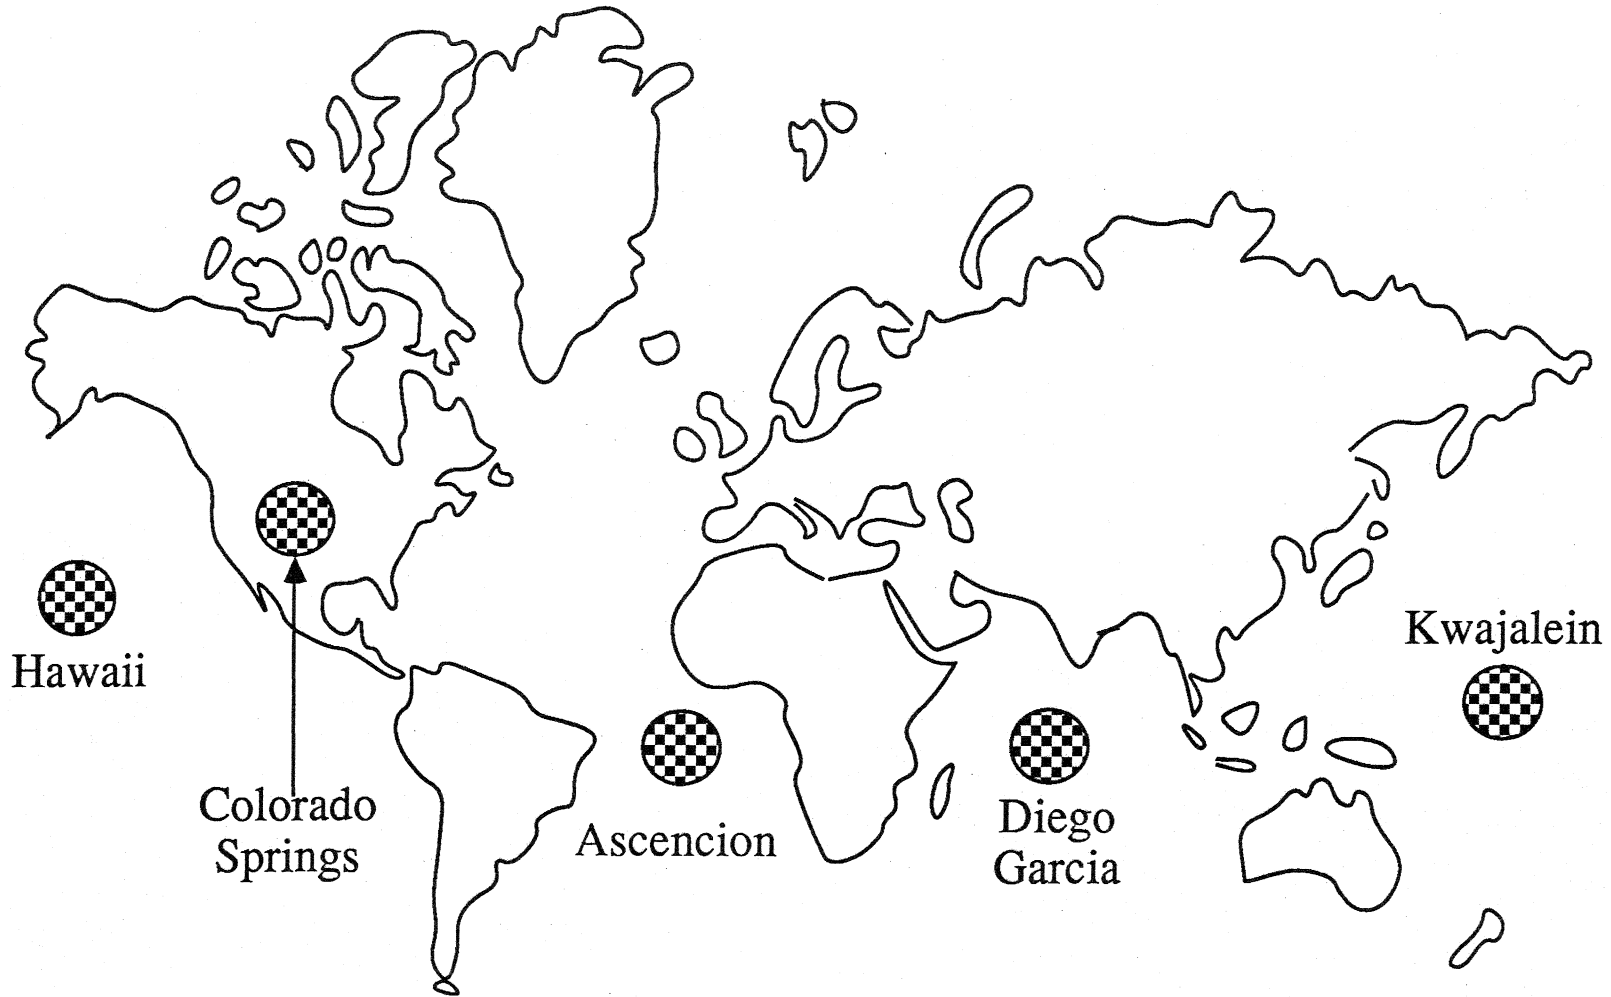 Kwajalein
Hawaii
Colorado
Springs
Ascencion
Diego
Garcia